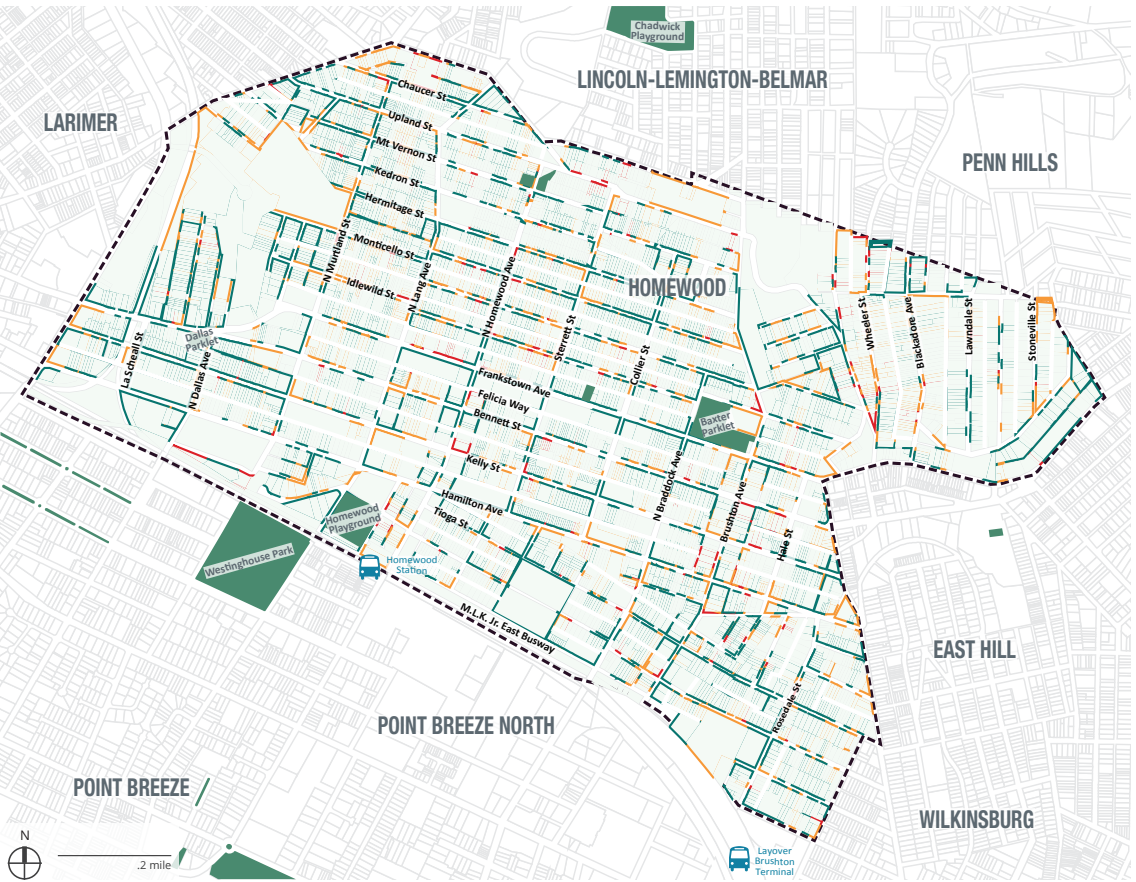 Chadwick
Playground
LINCOLN-LEMINGTON-BELMAR
LARIMER
PENN HILLS
Chaucer St
Upland St
Mt Vernon St
Kedron St
Hermitage St
N Murtland St
Monticello St
Idlewild St
N Lang Ave
N Homewood Ave
HOMEWOOD
Sterrett St
Collier St
Wheeler St
Blackadore Ave
Lawndale St
Stoneville St
La Scheall St
Dallas
Parklet
N Dallas Ave
Frankstown Ave
Felicia Way
Bennett St
Baxter
Parklet
Kelly St
N Braddock Ave
Brushton Ave
Hale St
Hamilton Ave
Tioga St
Homewood
Playground
Westinghouse Park
Homewood
Station
M.L.K. Jr. East Busway
EAST HILL
Rosedale St
POINT BREEZE NORTH
POINT BREEZE
WILKINSBURG
N
.2 mile
Layover
Brushton
Terminal